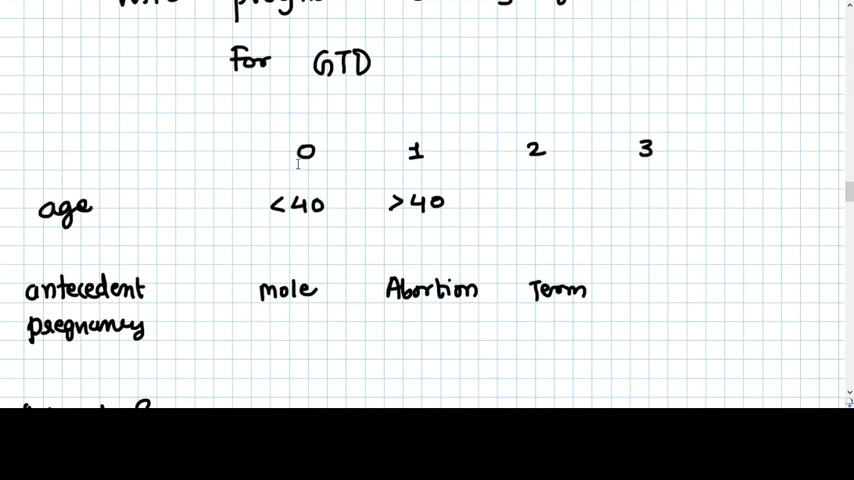 For GTD
0 1 2 3
age <40 >40
antecedent mole Abortion Term
pregnancy